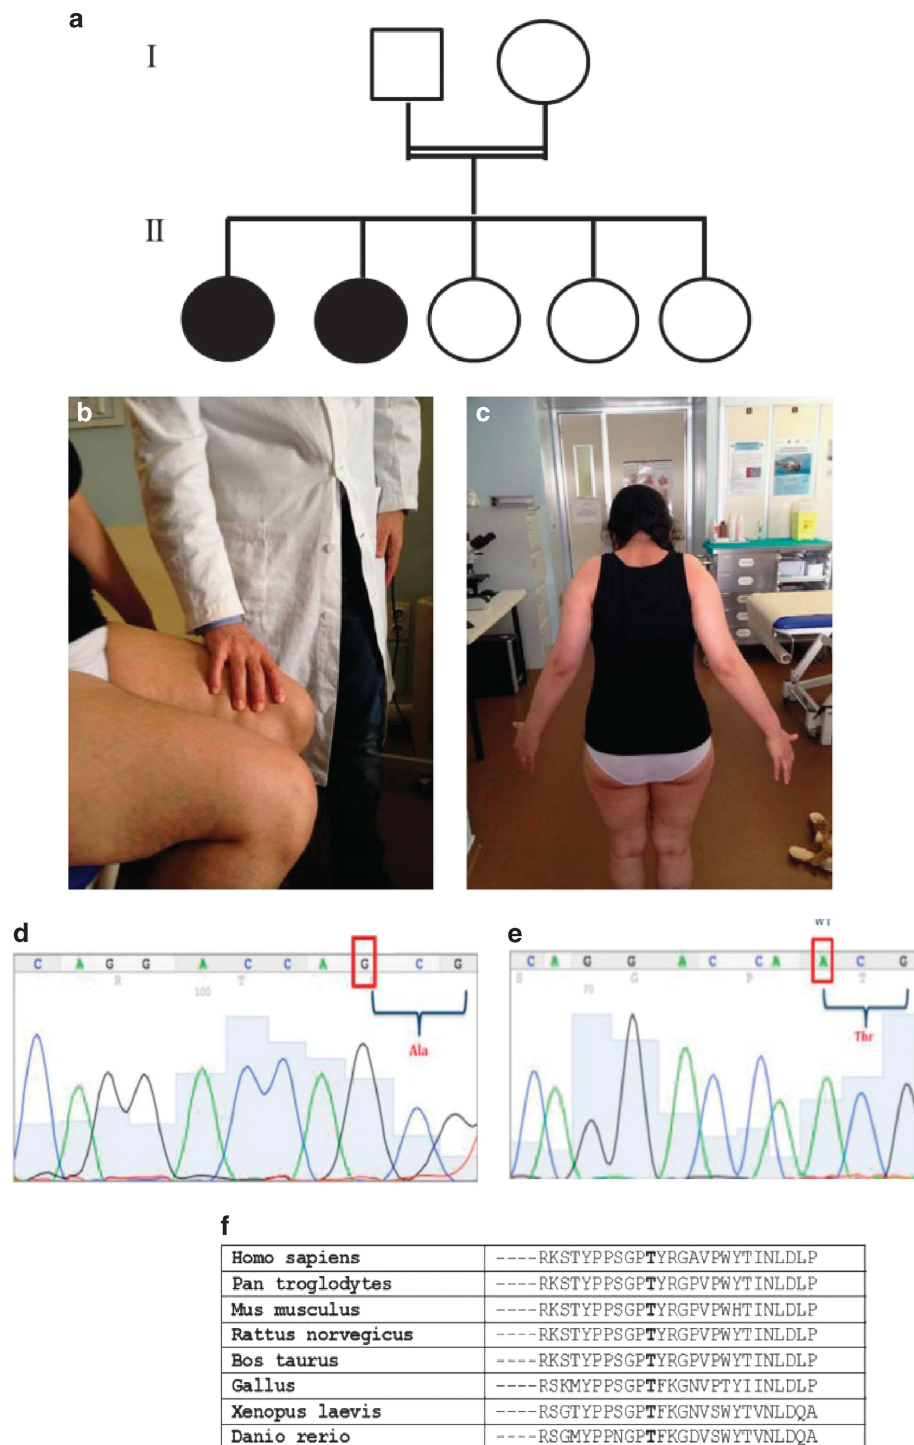 a
I
II
b
c
d
e
WT
C A G G A C C A G C G
R T
100
Ala
C A G G A C C A A C G
S G P T
70
Thr
f
Homo sapiens ----RKSTYPPSGPTYRGAVPWYTINLDLP
Pan troglodytes ----RKSTYPPSGPTYRGPVPWYTINLDLP
Mus musculus ----RKSTYPPSGPTYRGPVPWHTINLDLP
Rattus norvegicus ----RKSTYPPSGPTYRGPVPWYTINLDLP
Bos taurus ----RKSTYPPSGPTYRGPVPWYTINLDLP
Gallus ----RSKMYPPSGPTFKGNVPTYIINLDLP
Xenopus laevis ----RSGTYPPSGPTFKGNVSWYTVNLDQA
Danio rerio ----RSGMYPPNGPTFKGDVSWYTVNLDQA